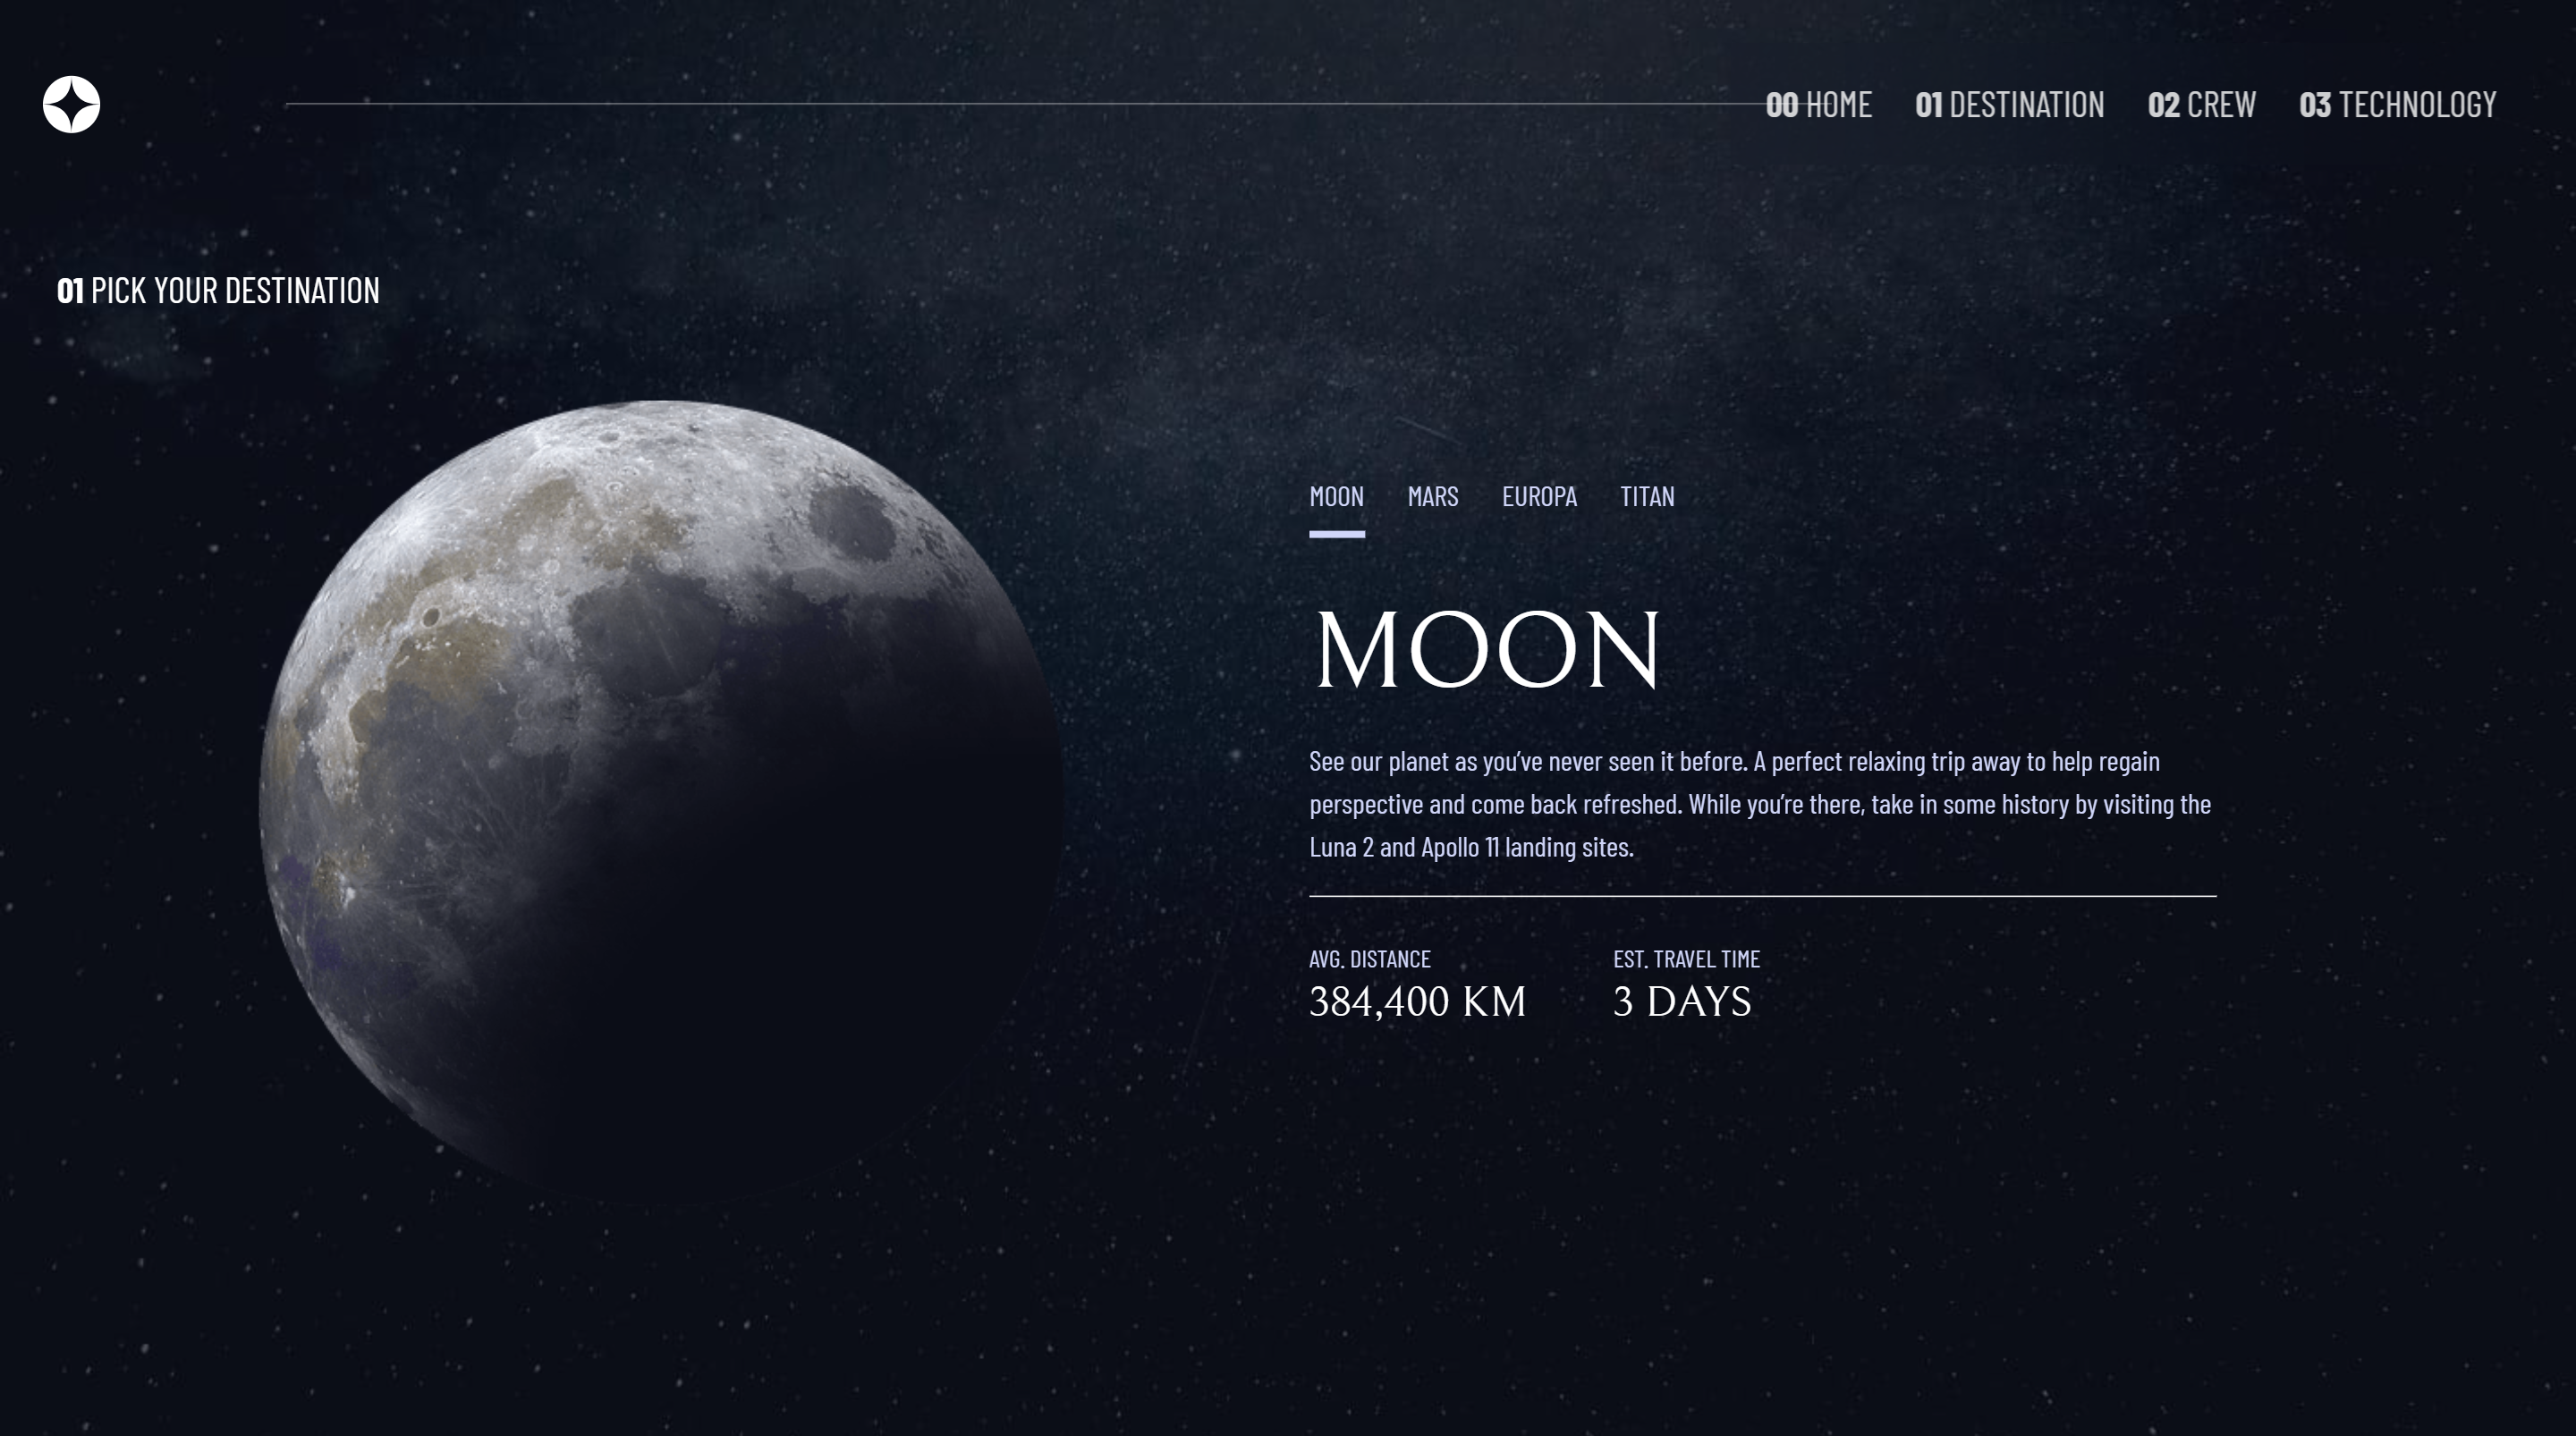 00 HOME 01 DESTINATION 02 CREW 03 TECHNOLOGY
01 PICK YOUR DESTINATION
MOON MARS EUROPA TITAN
MOON
See our planet as you’ve never seen it before. A perfect relaxing trip away to help regain
perspective and come back refreshed. While you’re there, take in some history by visiting the
Luna 2 and Apollo 11 landing sites.
AVG. DISTANCE
384,400 KM
EST. TRAVEL TIME
3 DAYS